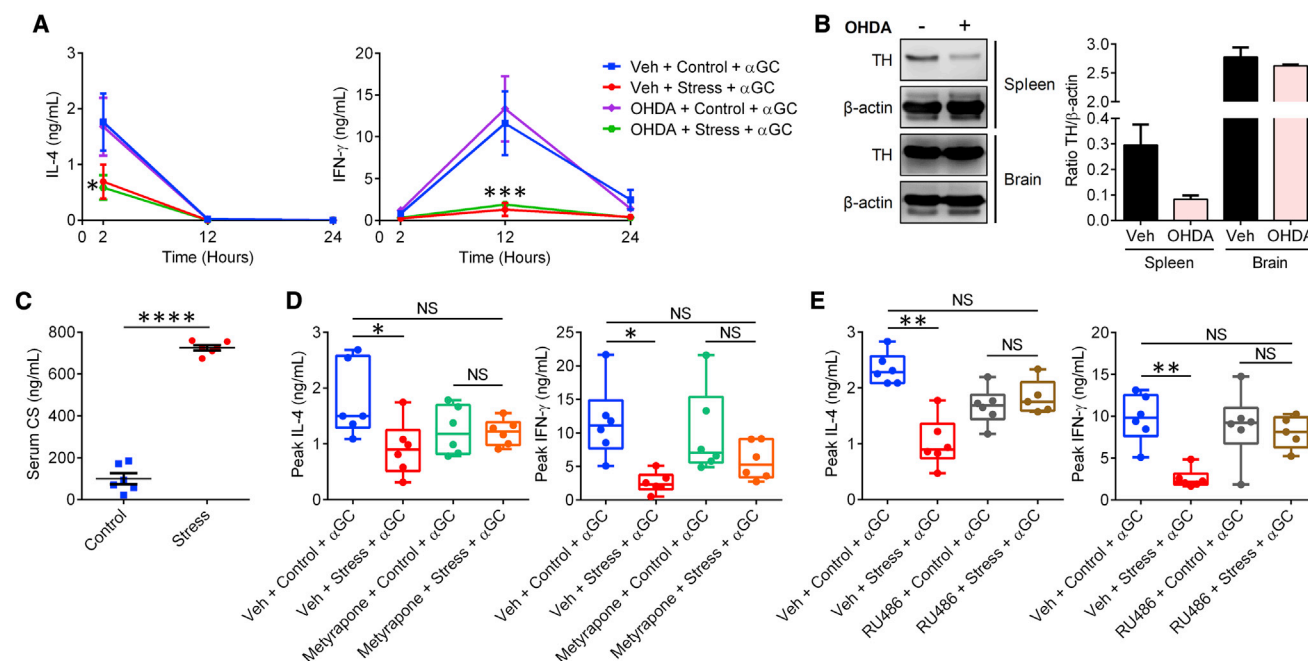 A
IL-4 (ng/mL)
3
2
1
0
0 2 12 24
Time (Hours)
*
IFN-γ (ng/mL)
20
15
10
5
0
0 2 12 24
Time (Hours)
***
Veh + Control + αGC
Veh + Stress + αGC
OHDA + Control + αGC
OHDA + Stress + αGC
B
OHDA - +
TH
β-actin
Spleen
TH
β-actin
Brain
Ratio TH/β-actin
3.0
2.5
2.0
0.4
0.3
0.2
0.1
0.0
Veh OHDA Veh OHDA
Spleen Brain
C
Serum CS (ng/mL)
800
600
400
200
0
****
Control Stress
D
Peak IL-4 (ng/mL)
3
2
1
0
NS
*
NS
Veh + Control + αGC
Veh + Stress + αGC
Metyrapone + Control + αGC
Metyrapone + Stress + αGC
Peak IFN-γ (ng/mL)
25
20
15
10
5
0
NS
*
NS
Veh + Control + αGC
Veh + Stress + αGC
Metyrapone + Control + αGC
Metyrapone + Stress + αGC
E
Peak IL-4 (ng/mL)
3
2
1
0
NS
**
NS
Veh + Control + αGC
Veh + Stress + αGC
RU486 + Control + αGC
RU486 + Stress + αGC
Peak IFN-γ (ng/mL)
20
15
10
5
0
NS
**
NS
Veh + Control + αGC
Veh + Stress + αGC
RU486 + Control + αGC
RU486 + Stress + αGC